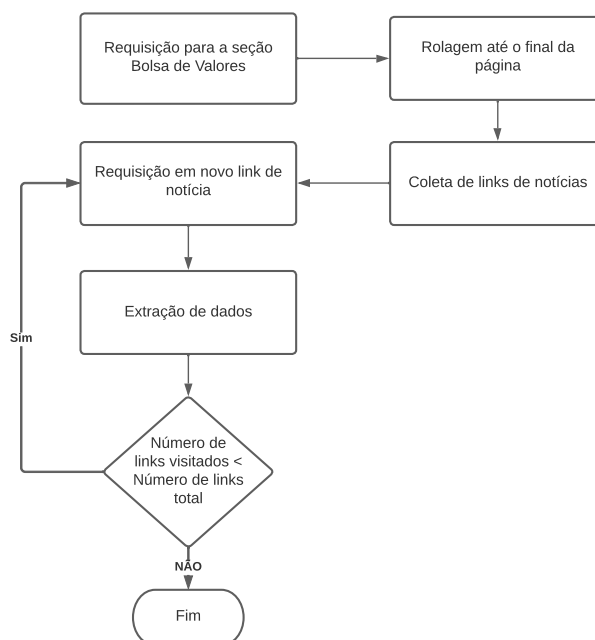 Requisição para a seção
Bolsa de Valores
Rolagem até o final da
página
Requisição em novo link de
notícia
Coleta de links de notícias
Extração de dados
Sim
Número de
links visitados <
Número de links
total
NÃO
Fim